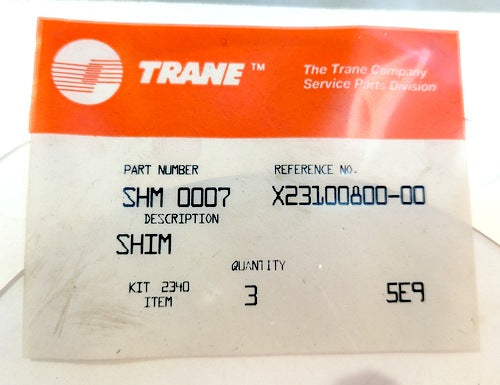 TRANE™
The Trane Company
Service Parts Division
PART NUMBER REFERENCE NO.
SHM 0007 X23100800-00
DESCRIPTION
SHIM
QUANTITY
KIT 2340
ITEM 3 5E9